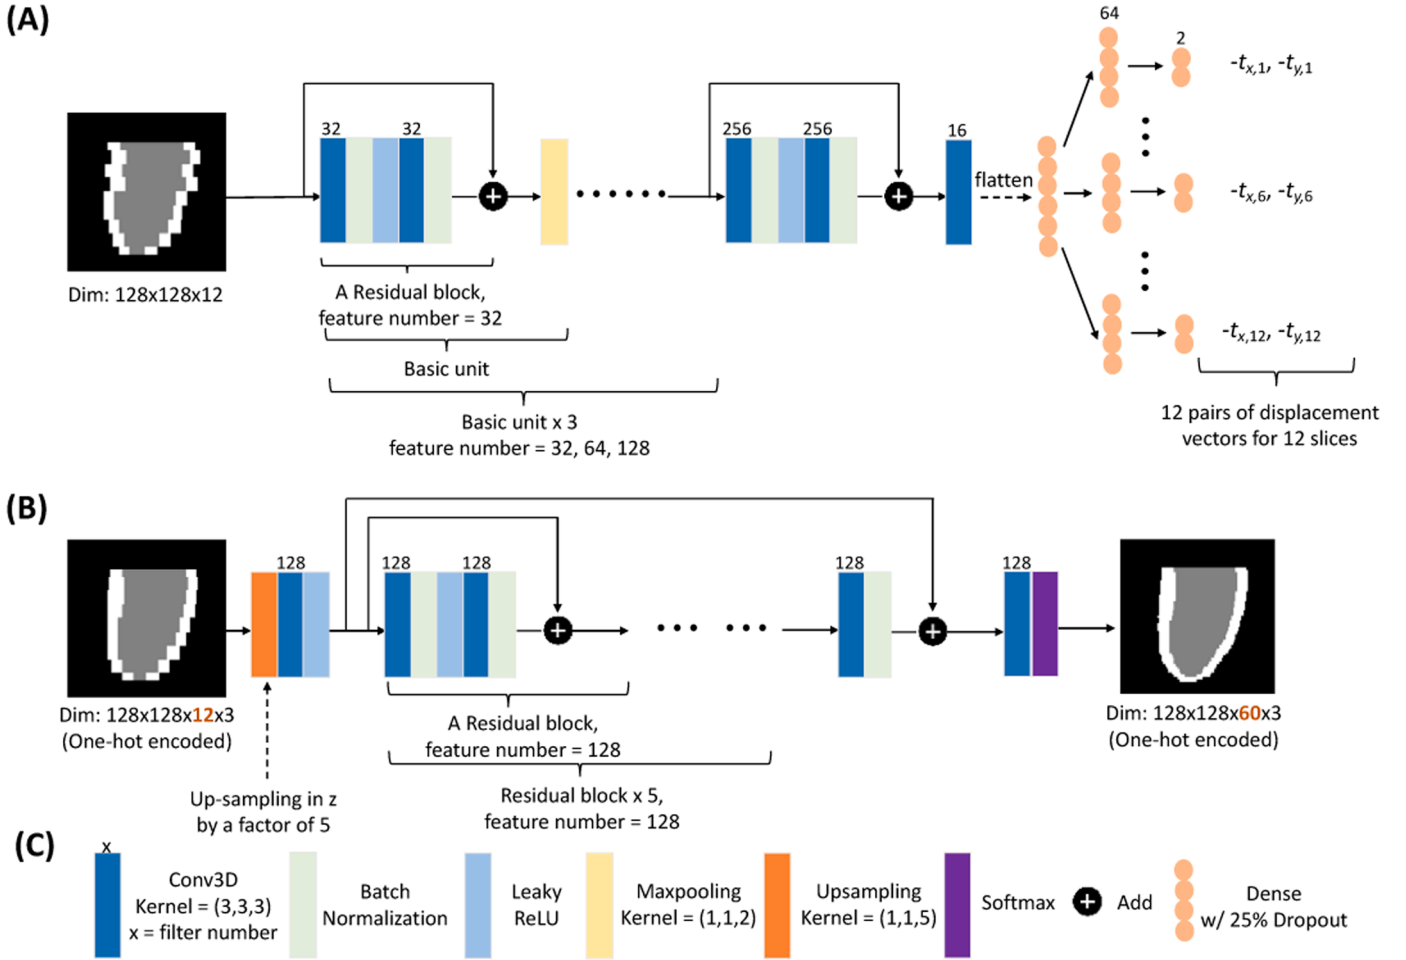 (A)
64
2
-tx,1, -ty,1
32
32
256
256
16
flatten
-tx,6, -ty,6
Dim: 128x128x12
A Residual block,
feature number = 32
-tx,12, -ty,12
Basic unit
Basic unit x 3
feature number = 32, 64, 128
12 pairs of displacement
vectors for 12 slices
(B)
128
128
128
128
128
Dim: 128x128x12x3
(One-hot encoded)
A Residual block,
feature number = 128
Dim: 128x128x60x3
(One-hot encoded)
Up-sampling in z
by a factor of 5
Residual block x 5,
feature number = 128
(C)
x
Conv3D
Kernel = (3,3,3)
x = filter number
Batch
Normalization
Leaky
ReLU
Maxpooling
Kernel = (1,1,2)
Upsampling
Kernel = (1,1,5)
Softmax
Add
Dense
w/ 25% Dropout